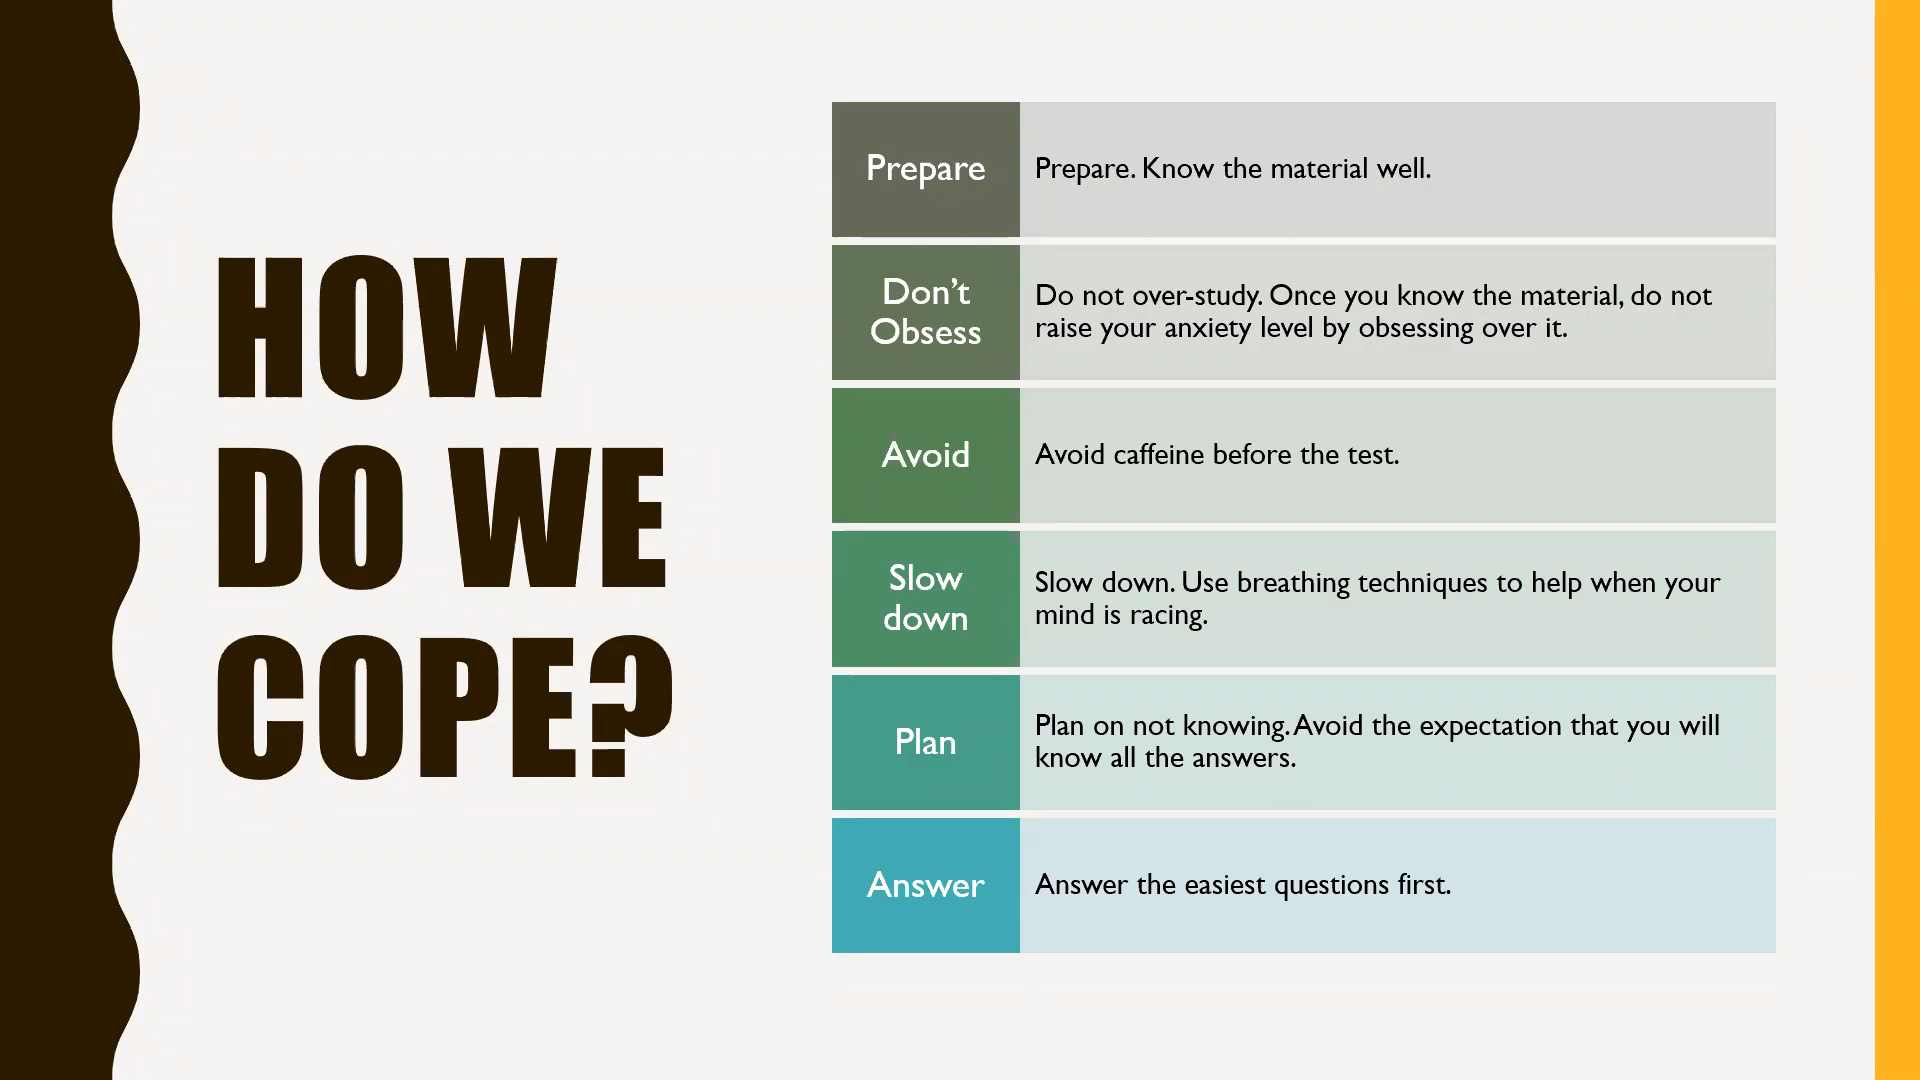 HOW
DO WE
COPE?
Prepare
Prepare. Know the material well.
Don’t
Obsess
Do not over-study. Once you know the material, do not
raise your anxiety level by obsessing over it.
Avoid
Avoid caffeine before the test.
Slow
down
Slow down. Use breathing techniques to help when your
mind is racing.
Plan
Plan on not knowing. Avoid the expectation that you will
know all the answers.
Answer
Answer the easiest questions first.